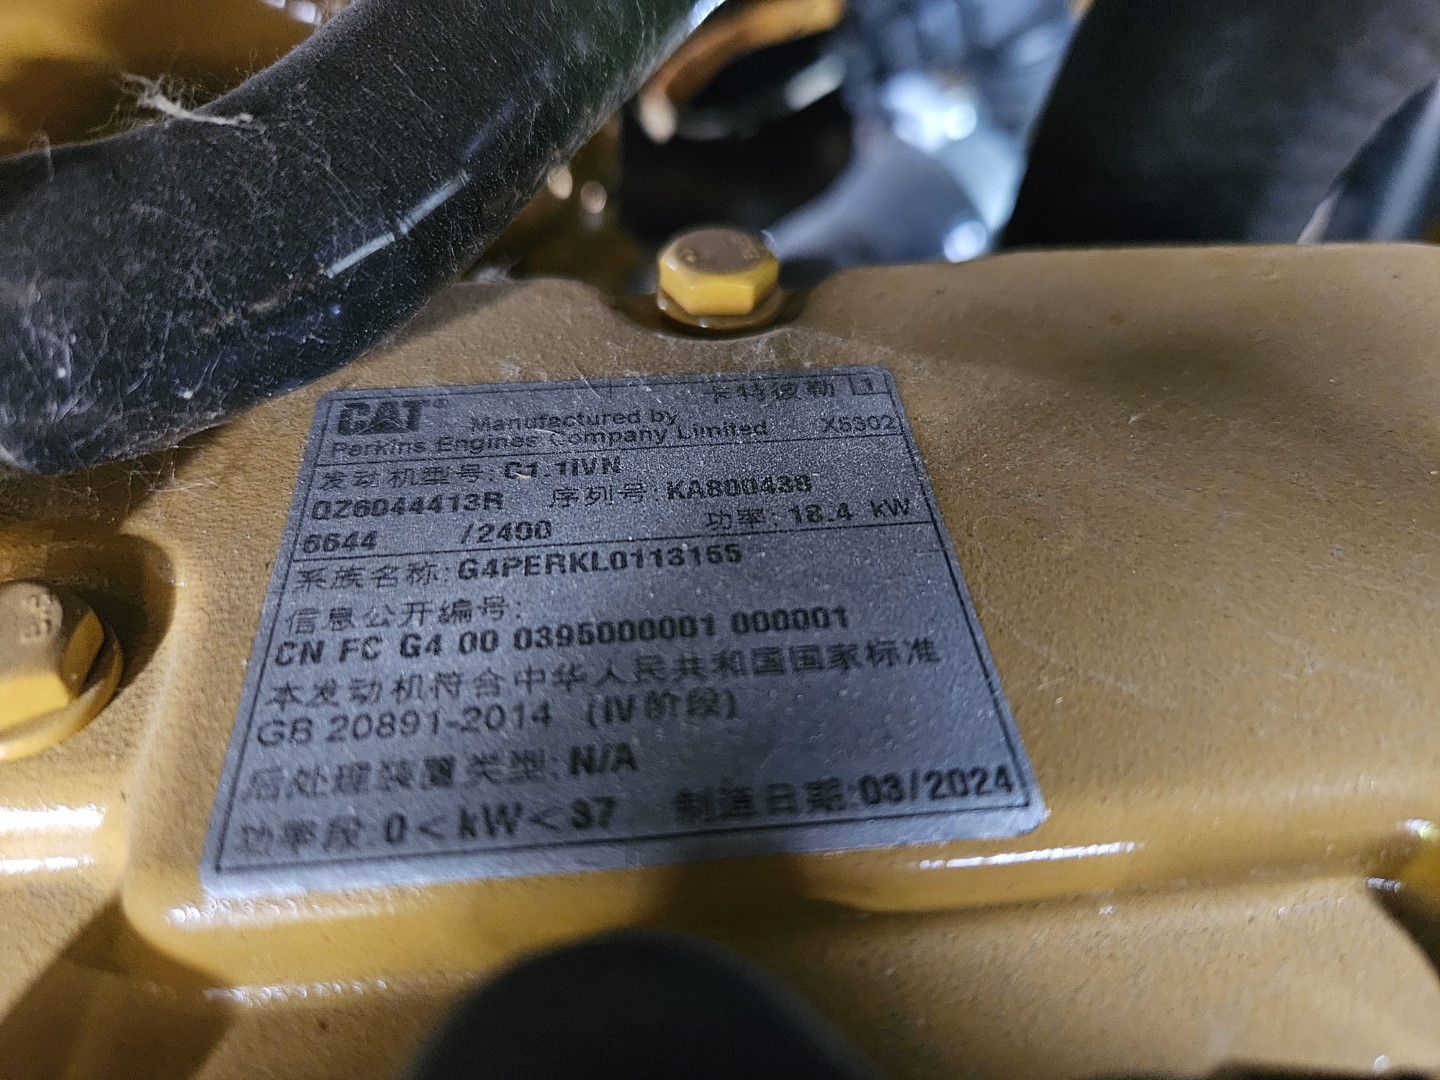 CAT® 卡特彼勒 1
Manufactured by
Perkins Engines Company Limited X5302
发动机型号: C1.1IVN
QZ6044413R 序列号: KA800438
6644 /2400 功率: 18.4 kW
系族名称: G4PERKL0113155
信息公开编号:
CN FC G4 00 0395000001 000001
本发动机符合中华人民共和国国家标准
GB 20891-2014 (IV阶段)
后处理装置类型: N/A
功率段: 0<kW<37 制造日期: 03/2024